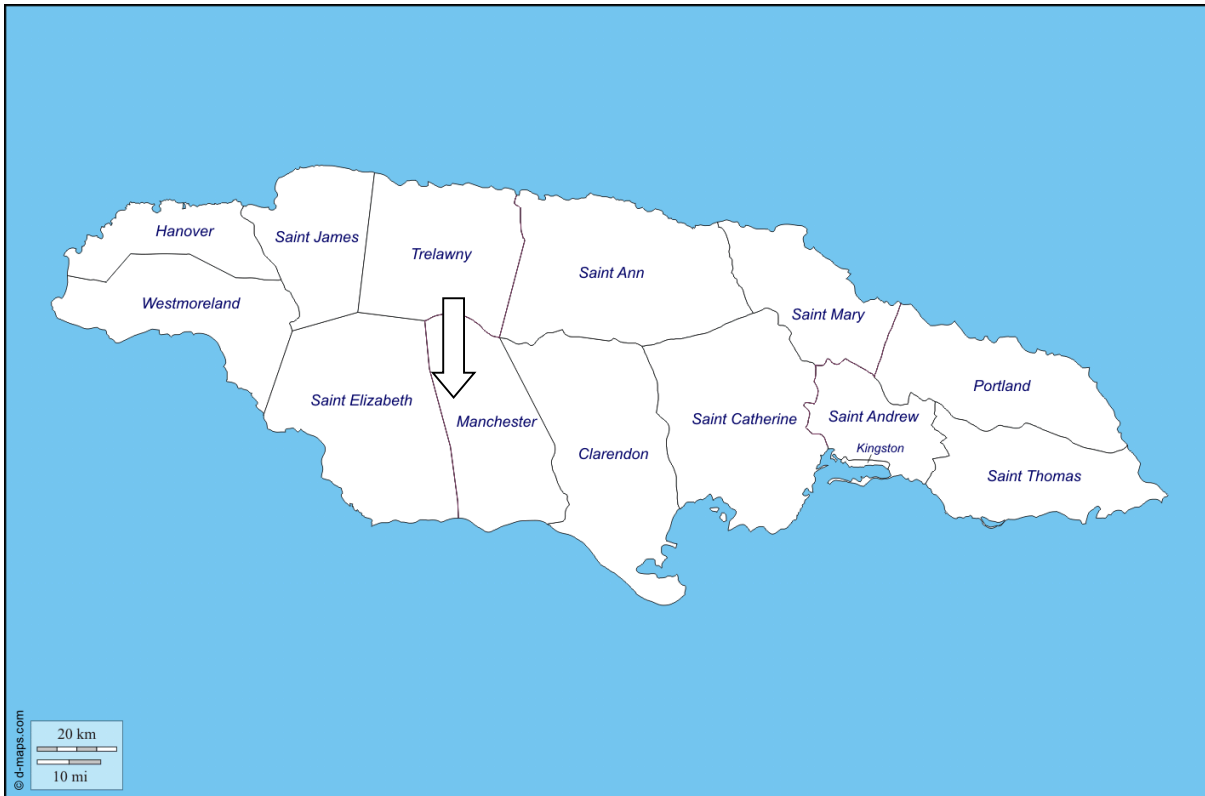 Hanover
Saint James
Trelawny
Saint Ann
Westmoreland
Saint Mary
Portland
Saint Elizabeth
Manchester
Saint Catherine
Saint Andrew
Clarendon
Kingston
Saint Thomas
20 km
10 mi
© d-maps.com